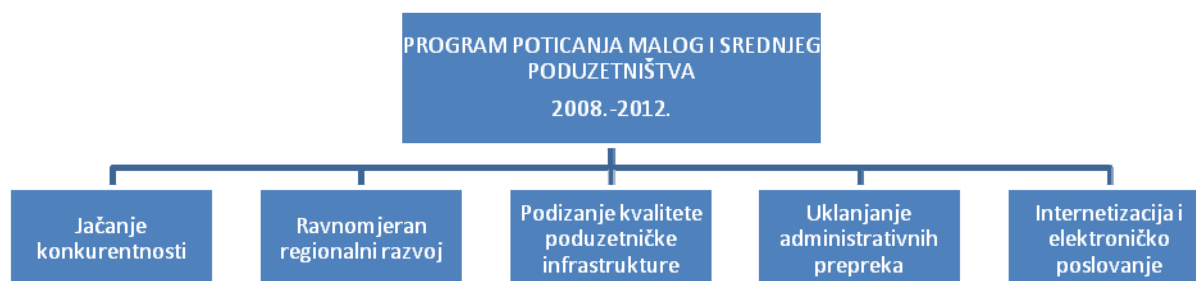 PROGRAM POTICANJA MALOG I SREDNJEG
PODUZETNIŠTVA
2008.-2012.
Jačanje
konkurentnosti
Ravnomjeran
regionalni razvoj
Podizanje kvalitete
poduzetničke
infrastrukture
Uklanjanje
administrativnih
prepreka
Internetizacija i
elektroničko
poslovanje